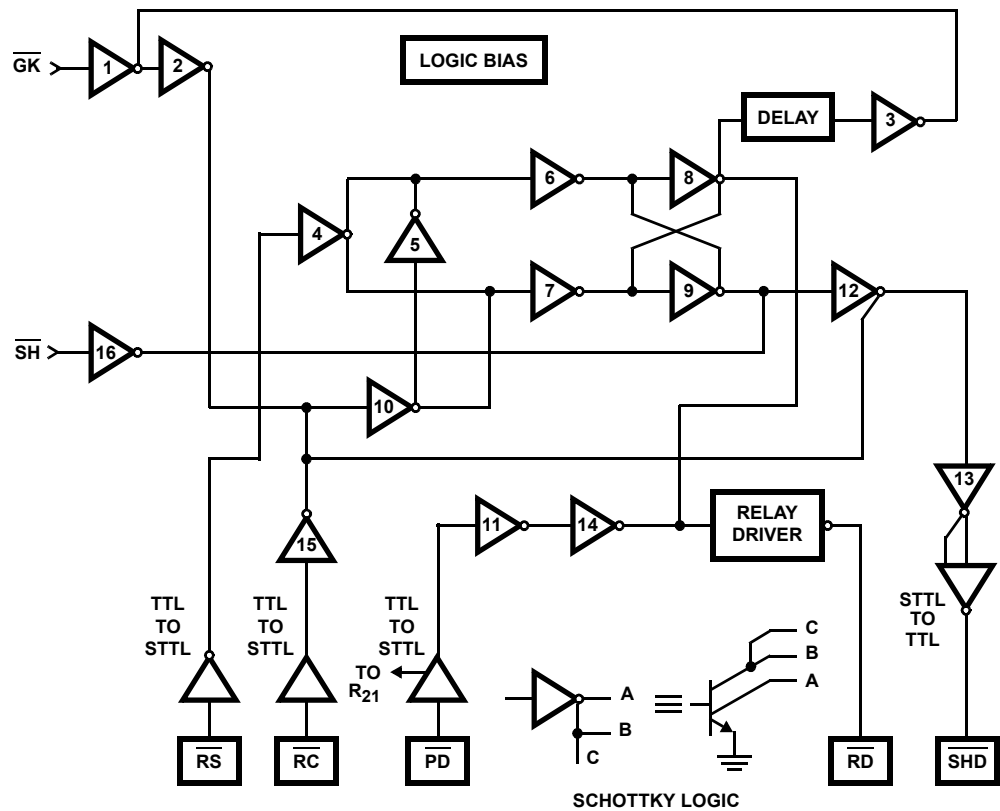 GK
1
2
LOGIC BIAS
DELAY
3
4
5
6
8
7
9
12
SH
16
10
13
11
14
RELAY
DRIVER
15
TTL
TO
STTL
TTL
TO
STTL
TTL
TO
STTL
STTL
TO
TTL
TO
R21
A
B
C
C
B
A
RS
RC
PD
RD
SHD
SCHOTTKY LOGIC